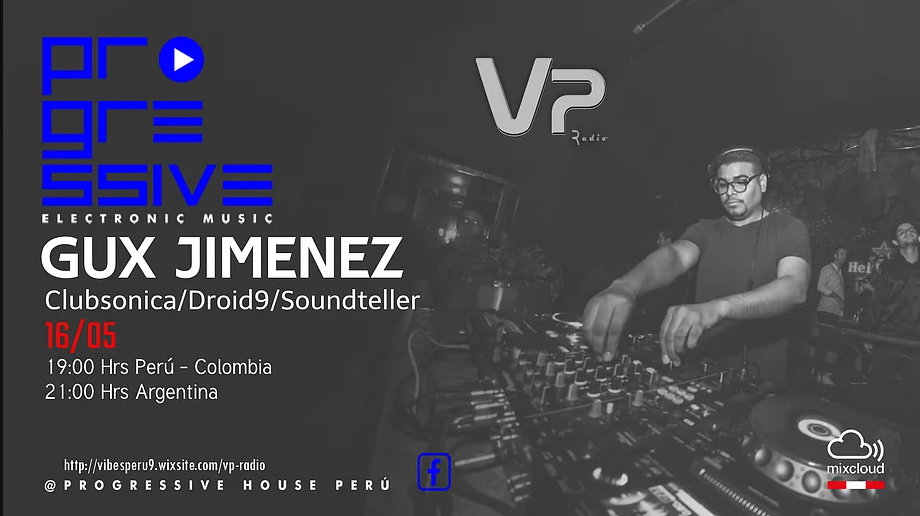 pro
gre
ssive
ELECTRONIC MUSIC
GUX JIMENEZ
Clubsonica/Droid9/Soundteller
16/05
19:00 Hrs Perú - Colombia
21:00 Hrs Argentina
http://vibesperu9.wixsite.com/vp-radio
@PROGRESSIVE HOUSE PERÚ
f
VP
Radio
Hei
mixcloud